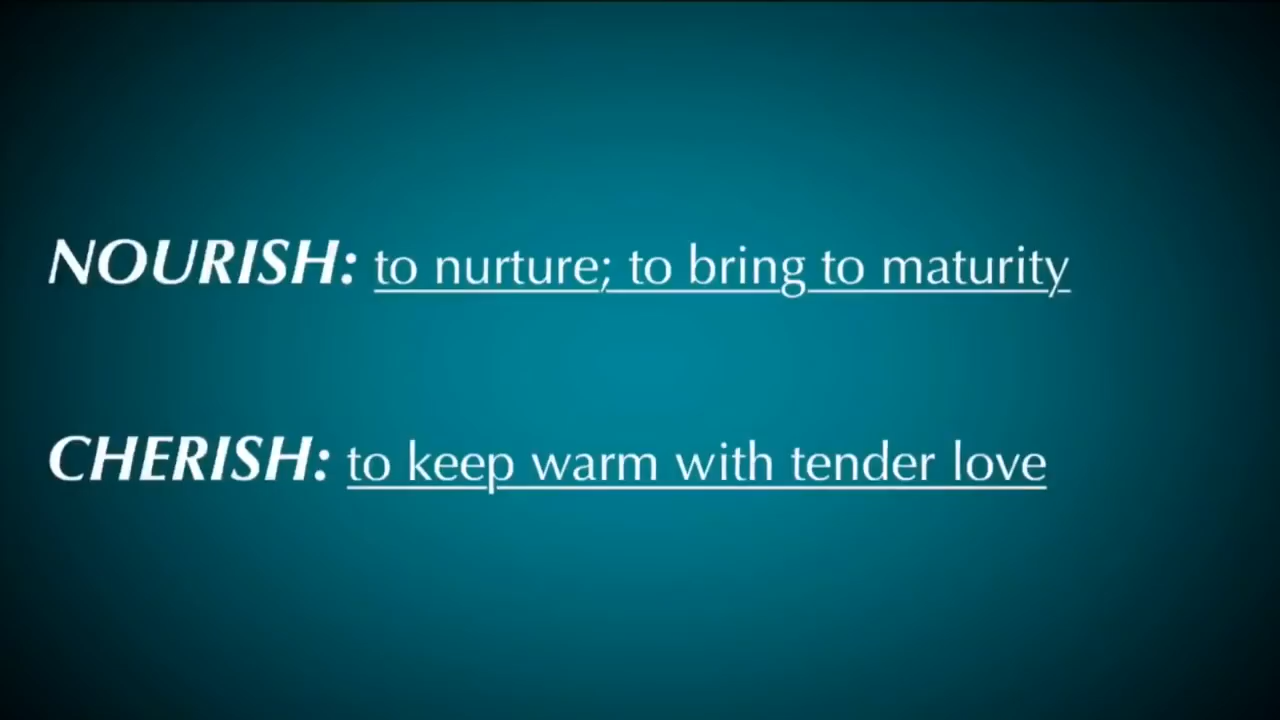 NOURISH: to nurture; to bring to maturity
CHERISH: to keep warm with tender love